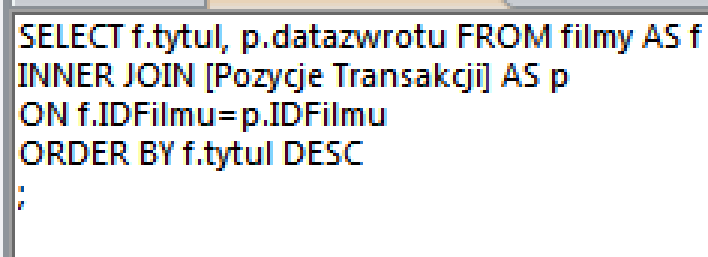 SELECT f.tytul, p.datazwrotu FROM filmy AS f
INNER JOIN [Pozycje Transakcji] AS p
ON f.IDFilmu=p.IDFilmu
ORDER BY f.tytul DESC
;